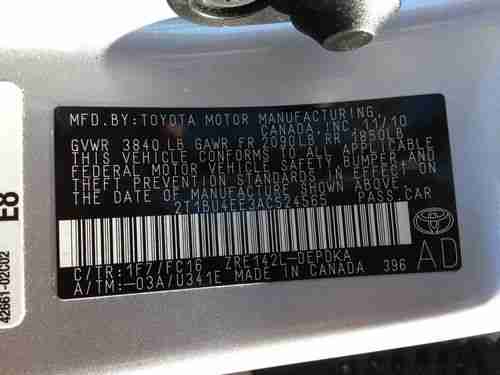 MFD.BY:TOYOTA MOTOR MANUFACTURING,
CANADA,INC. 11/10
GVWR 3840 LB GAWR FR 2090LB RR 1850LB
THIS VEHICLE CONFORMS TO ALL APPLICABLE
FEDERAL MOTOR VEHICLE SAFETY, BUMPER AND
THEFT PREVENTION STANDARDS IN EFFECT ON
THE DATE OF MANUFACTURE SHOWN ABOVE.
2T1BU4EE3AC524565 PASS.CAR
C/TR:1F7/FC16 ZRE142L-DEPDKA
A/TM:-03A/U341E MADE IN CANADA 396
TOYOTA
AD
E8
42661-02C02